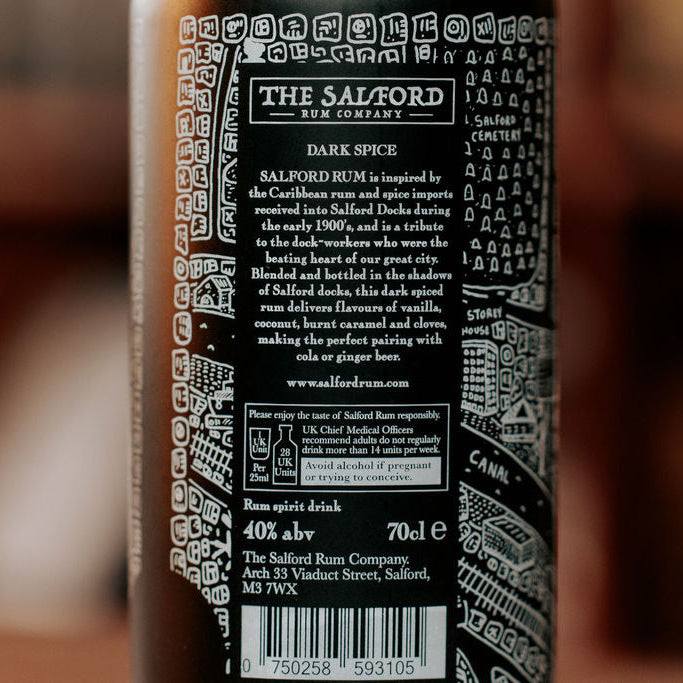 THE SALFORD
RUM COMPANY
DARK SPICE
SALFORD RUM is inspired by
the Caribbean rum and spice imports
received into Salford Docks during
the early 1900's, and is a tribute
to the dock-workers who were the
beating heart of our great city.
Blended and bottled in the shadows
of Salford docks, this dark spiced
rum delivers flavours of vanilla,
coconut, burnt caramel and cloves,
making the perfect pairing with
cola or ginger beer.
www.salfordrum.com
Please enjoy the taste of Salford Rum responsibly.
1
UK
Unit
Per
25ml
28
UK
Units
UK Chief Medical Officers
recommend adults do not regularly
drink more than 14 units per week.
Avoid alcohol if pregnant
or trying to conceive.
Rum spirit drink
40% abv 70cl e
The Salford Rum Company.
Arch 33 Viaduct Street, Salford,
M3 7WX
0 750258 593105
SALFORD
CEMETERY
STOREY
HOUSE
CANAL